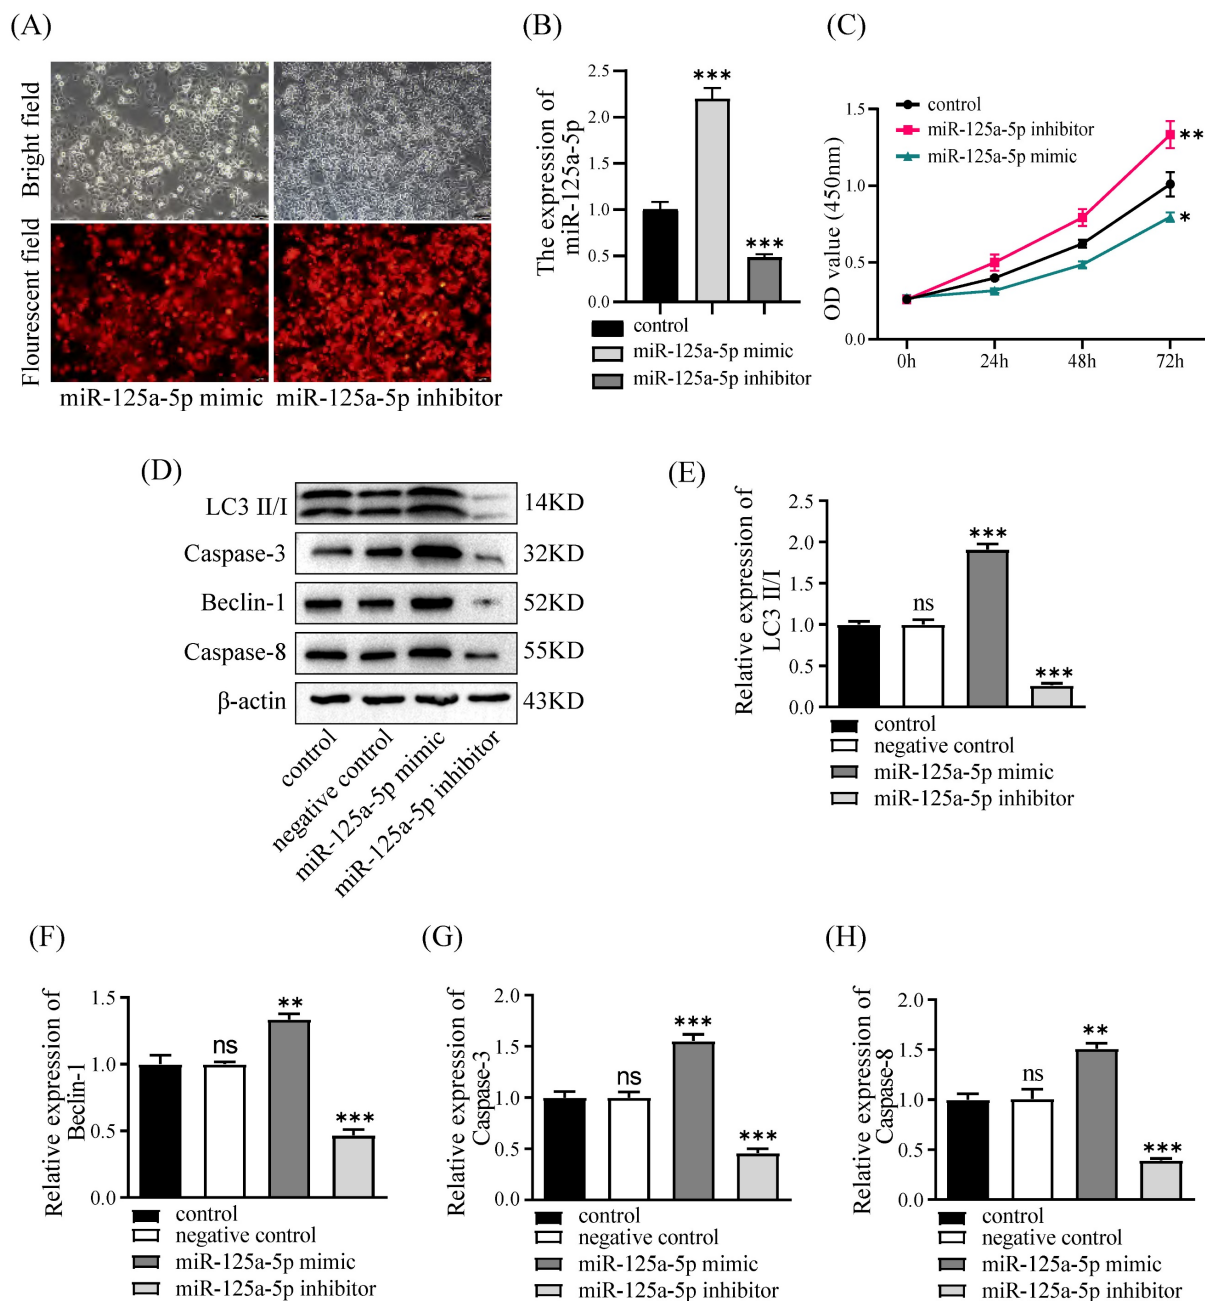 (A)
Bright field
Flourescent field
miR-125a-5p mimic
miR-125a-5p inhibitor
(B)
The expression of
miR-125a-5p
2.5
2.0
1.5
1.0
0.5
0.0
***
***
control
miR-125a-5p mimic
miR-125a-5p inhibitor
(C)
OD value (450nm)
1.5
1.0
0.5
0.0
control
miR-125a-5p inhibitor
miR-125a-5p mimic
**
*
0h
24h
48h
72h
(D)
LC3 II/I
14KD
Caspase-3
32KD
Beclin-1
52KD
Caspase-8
55KD
β-actin
43KD
control
negative control
miR-125a-5p mimic
miR-125a-5p inhibitor
(E)
Relative expression of
LC3 II/I
2.5
2.0
1.5
1.0
0.5
0.0
ns
***
***
control
negative control
miR-125a-5p mimic
miR-125a-5p inhibitor
(F)
Relative expression of
Beclin-1
1.5
1.0
0.5
0.0
ns
**
***
control
negative control
miR-125a-5p mimic
miR-125a-5p inhibitor
(G)
Relative expression of
Caspase-3
2.0
1.5
1.0
0.5
0.0
ns
***
***
control
negative control
miR-125a-5p mimic
miR-125a-5p inhibitor
(H)
Relative expression of
Caspase-8
2.0
1.5
1.0
0.5
0.0
ns
**
***
control
negative control
miR-125a-5p mimic
miR-125a-5p inhibitor